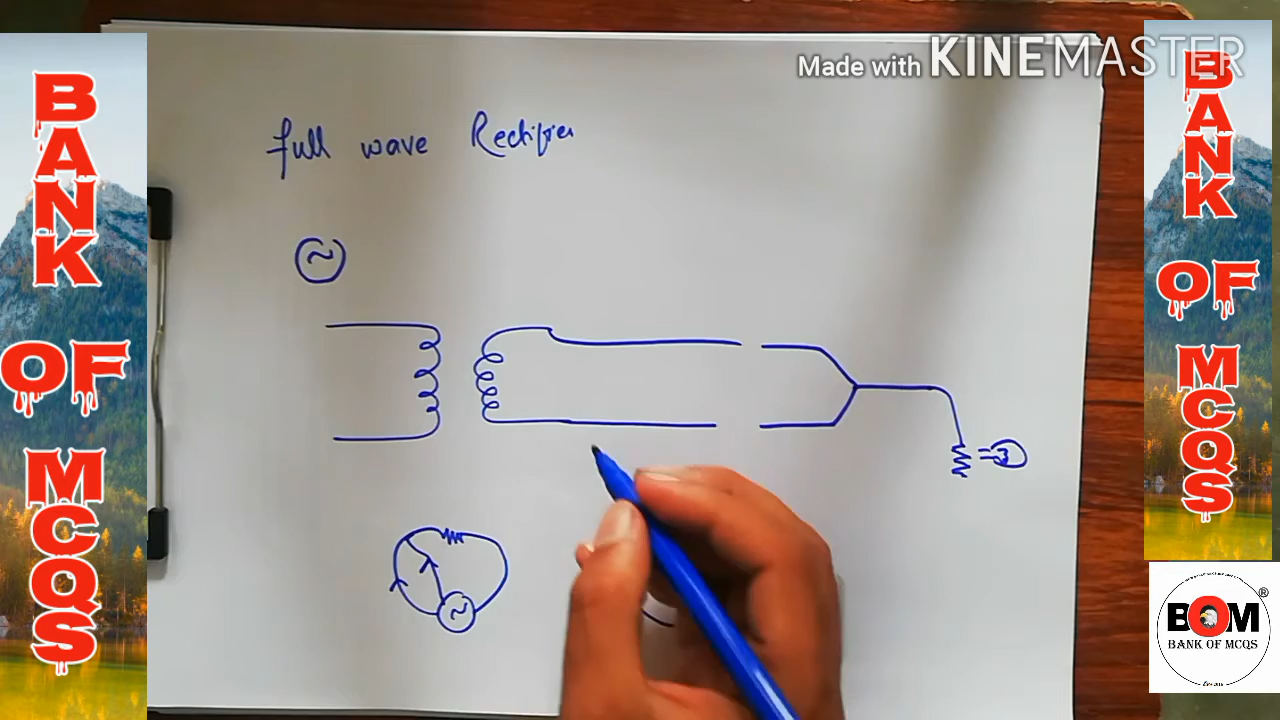 Made with KINEMASTER
full wave Rectifier
BANK OF MCQS
BANK OF MCQS
BOM®
BANK OF MCQS